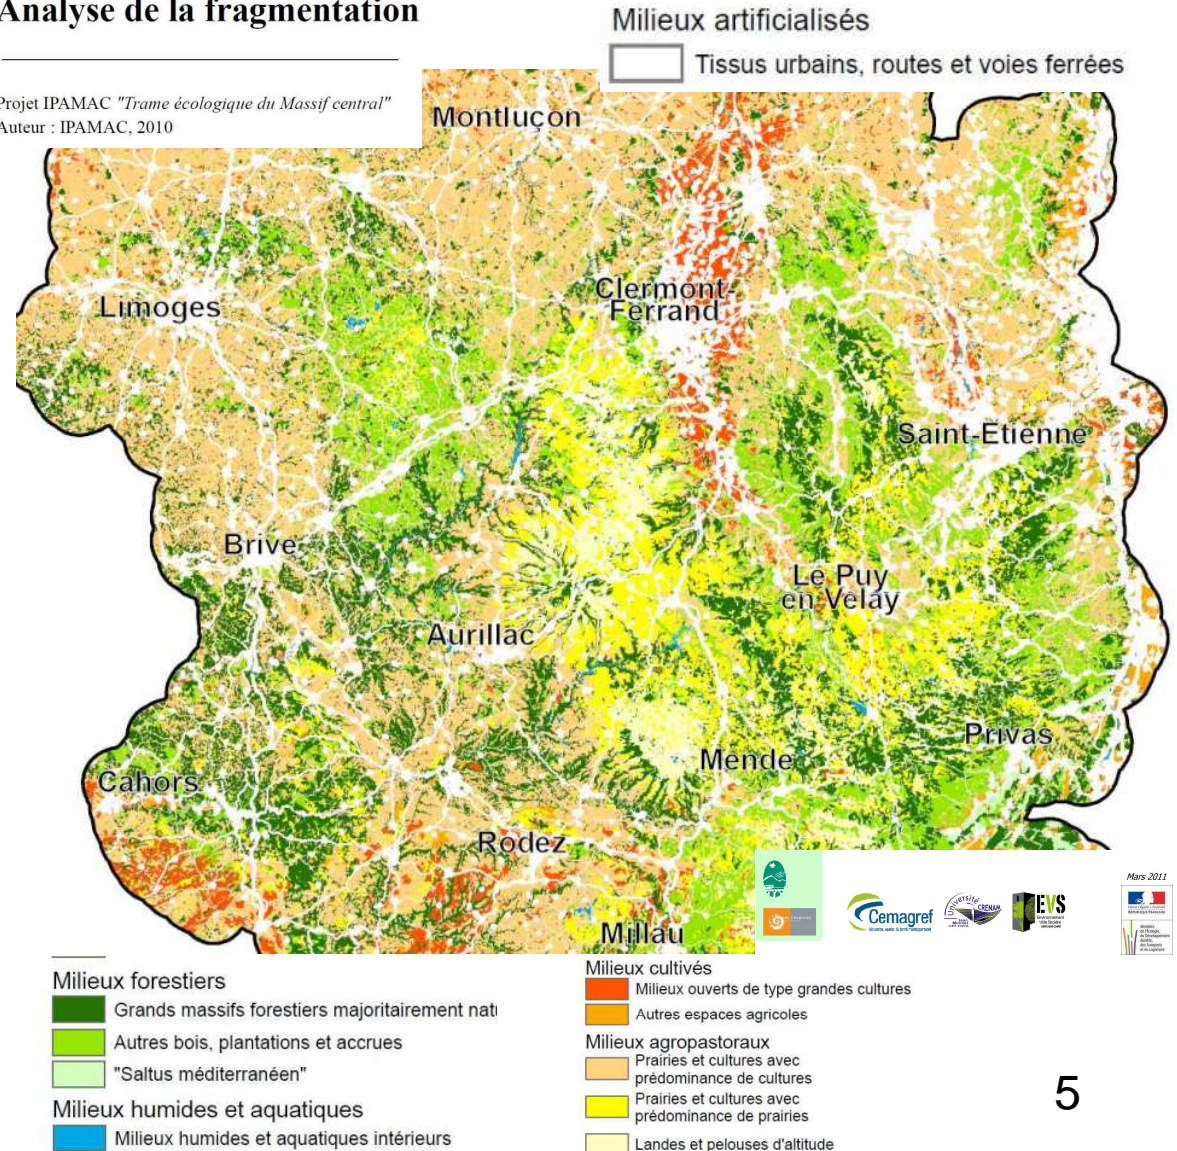 Analyse de la fragmentation
Projet IPAMAC "Trame écologique du Massif central"
Auteur : IPAMAC, 2010
Milieux artificialisés
Tissus urbains, routes et voies ferrées
Montluçon
Limoges
Clermont-
Ferrand
Saint-Etienne
Brive
Le Puy
en Velay
Aurillac
Privas
Mende
Cahors
Rodez
Millau
Mars 2011
Cemagref
Université
CRENAM
EVS
Milieux forestiers
Grands massifs forestiers majoritairement natu
Autres bois, plantations et accrues
"Saltus méditerranéen"
Milieux humides et aquatiques
Milieux humides et aquatiques intérieurs
Milieux cultivés
Milieux ouverts de type grandes cultures
Autres espaces agricoles
Milieux agropastoraux
Prairies et cultures avec
prédominance de cultures
Prairies et cultures avec
prédominance de prairies
Landes et pelouses d'altitude
5